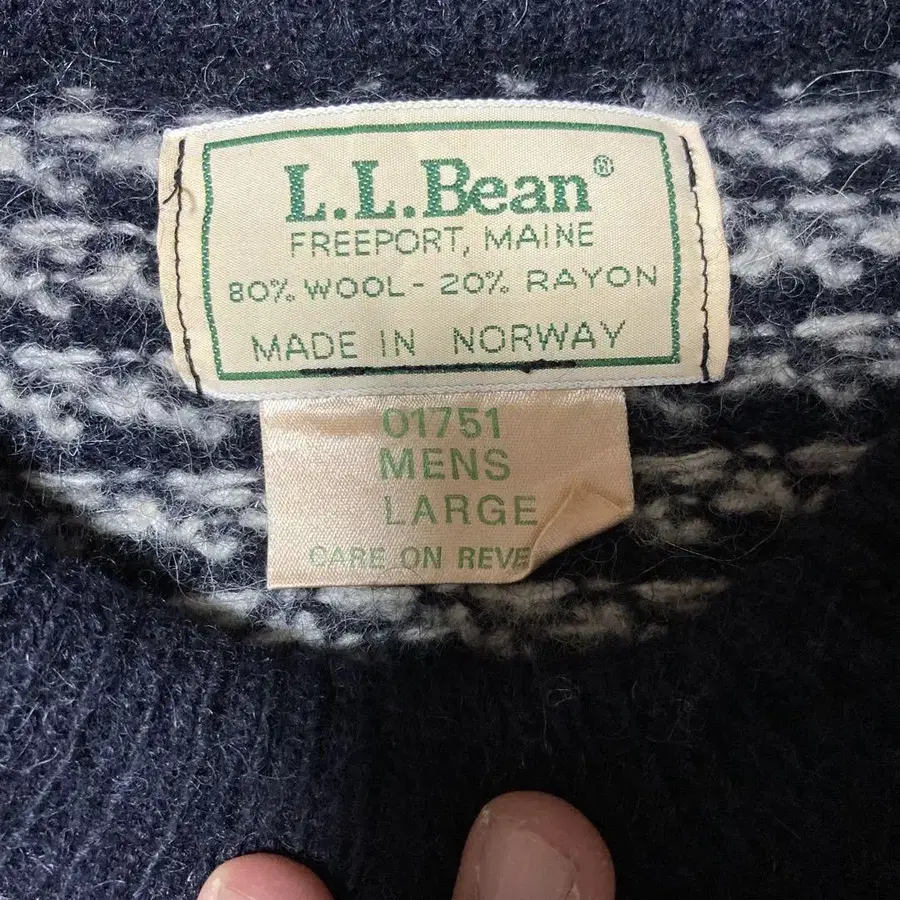 L.L.Bean®
FREEPORT, MAINE
80% WOOL - 20% RAYON
MADE IN NORWAY
01751
MENS
LARGE
CARE ON REVE